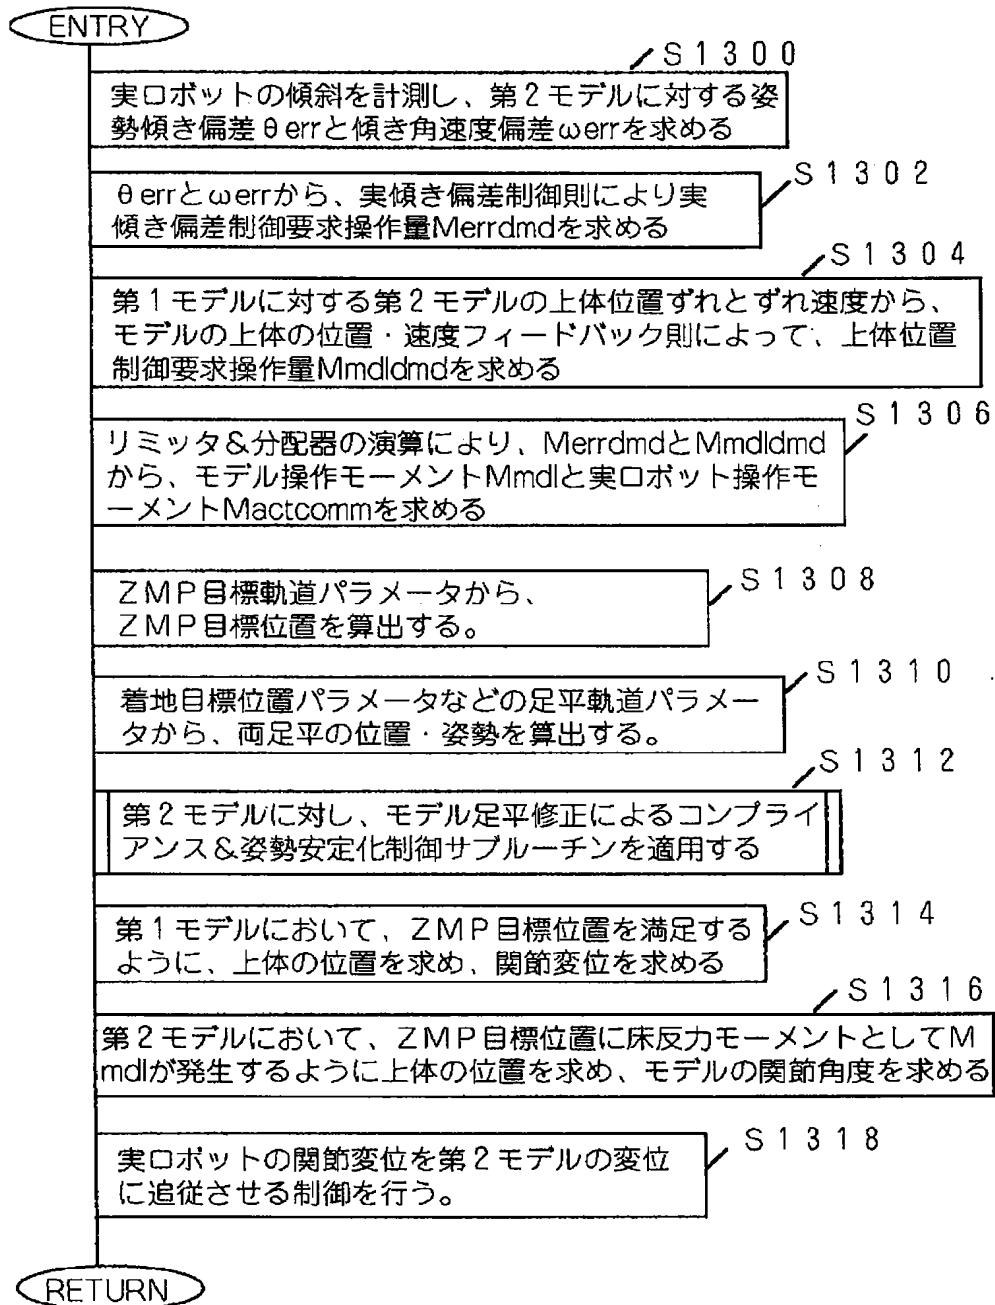 ENTRY
S1300
実ロボットの傾斜を計測し、第2モデルに対する姿
勢傾き偏差θerrと傾き角速度偏差ωerrを求める
S1302
θerrとωerrから、実傾き偏差制御則により実
傾き偏差制御要求操作量Merrdmdを求める
S1304
第1モデルに対する第2モデルの上体位置ずれとずれ速度から、
モデルの上体の位置・速度フィードバック則によって、上体位置
制御要求操作量Mmdldmdを求める
S1306
リミッタ&分配器の演算により、MerrdmdとMmdldmd
から、モデル操作モーメントMmdlと実ロボット操作モ
ーメントMactcommを求める
S1308
ZMP目標軌道パラメータから、
ZMP目標位置を算出する。
S1310
着地目標位置パラメータなどの足平軌道パラメー
タから、両足平の位置・姿勢を算出する。
S1312
第2モデルに対し、モデル足平修正によるコンプライ
アンス&姿勢安定化制御サブルーチンを適用する
S1314
第1モデルにおいて、ZMP目標位置を満足する
ように、上体の位置を求め、関節変位を求める
S1316
第2モデルにおいて、ZMP目標位置に床反力モーメントとしてM
mdlが発生するように上体の位置を求め、モデルの関節角度を求める
S1318
実ロボットの関節変位を第2モデルの変位
に追従させる制御を行う。
RETURN